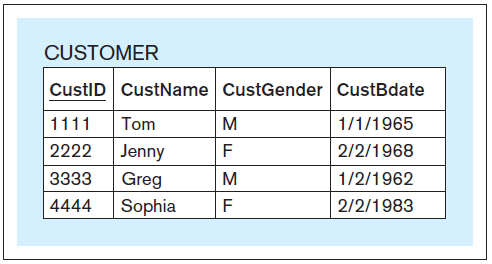 CUSTOMER
CustID CustName CustGender CustBdate
1111 Tom M 1/1/1965
2222 Jenny F 2/2/1968
3333 Greg M 1/2/1962
4444 Sophia F 2/2/1983